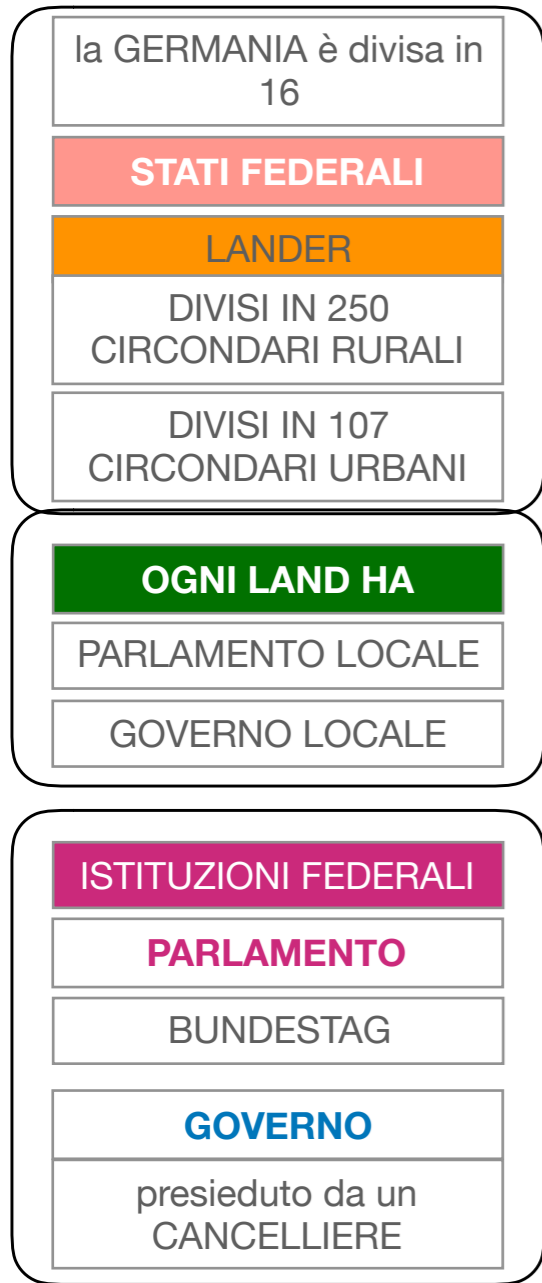 la GERMANIA è divisa in
16
STATI FEDERALI
LANDER
DIVISI IN 250
CIRCONDARI RURALI
DIVISI IN 107
CIRCONDARI URBANI
OGNI LAND HA
PARLAMENTO LOCALE
GOVERNO LOCALE
ISTITUZIONI FEDERALI
PARLAMENTO
BUNDESTAG
GOVERNO
presieduto da un
CANCELLIERE